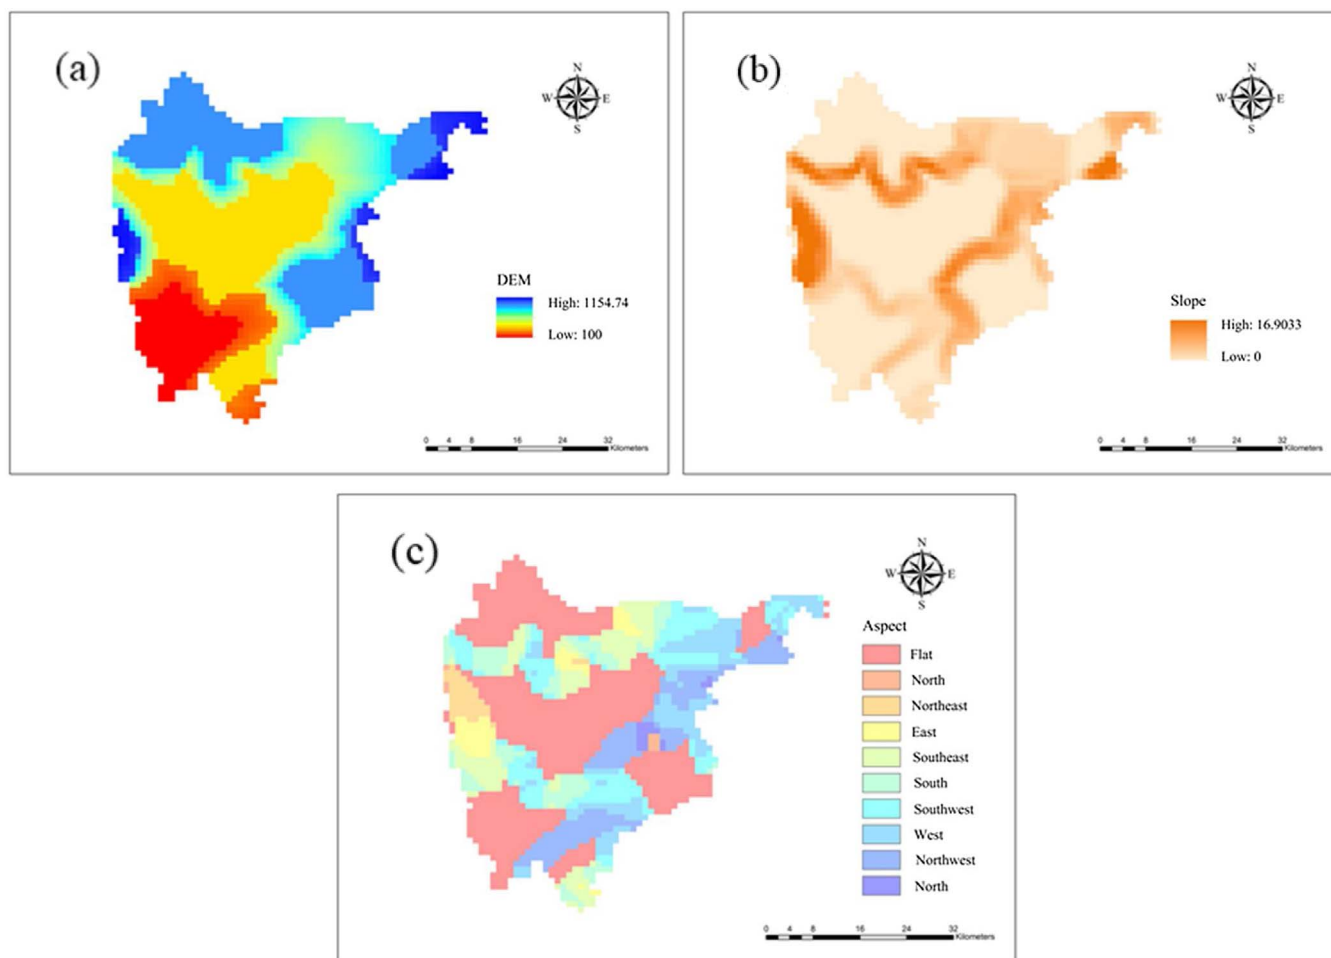 (a)
N
W E
S
DEM
High: 1154.74
Low: 100
0 4 8 16 24 32
Kilometers
(b)
N
W E
S
Slope
High: 16.9033
Low: 0
0 4 8 16 24 32
Kilometers
(c)
N
W E
S
Aspect
Flat
North
Northeast
East
Southeast
South
Southwest
West
Northwest
North
0 4 8 16 24 32
Kilometers